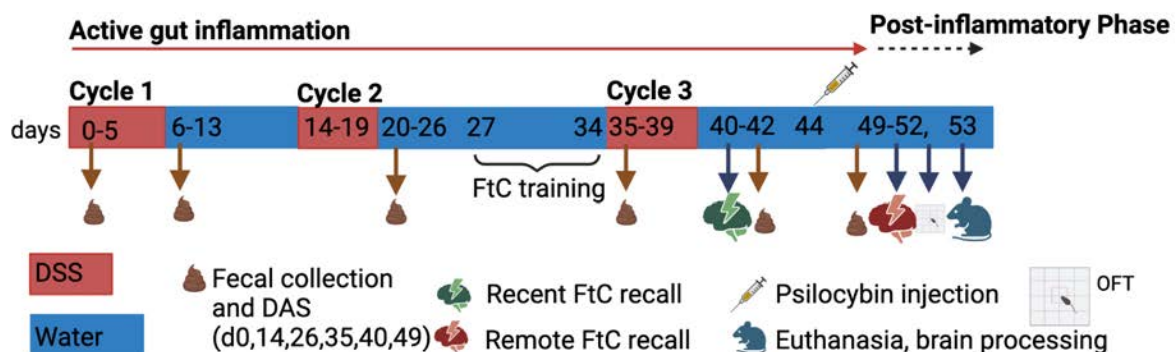 Active gut inflammation
Post-inflammatory Phase
Cycle 1
Cycle 2
Cycle 3
days 0-5 6-13 14-19 20-26 27 34 35-39 40-42 44 49-52, 53
FtC training
DSS
Water
Fecal collection
and DAS
(d0,14,26,35,40,49)
Recent FtC recall
Remote FtC recall
Psilocybin injection
Euthanasia, brain processing
OFT